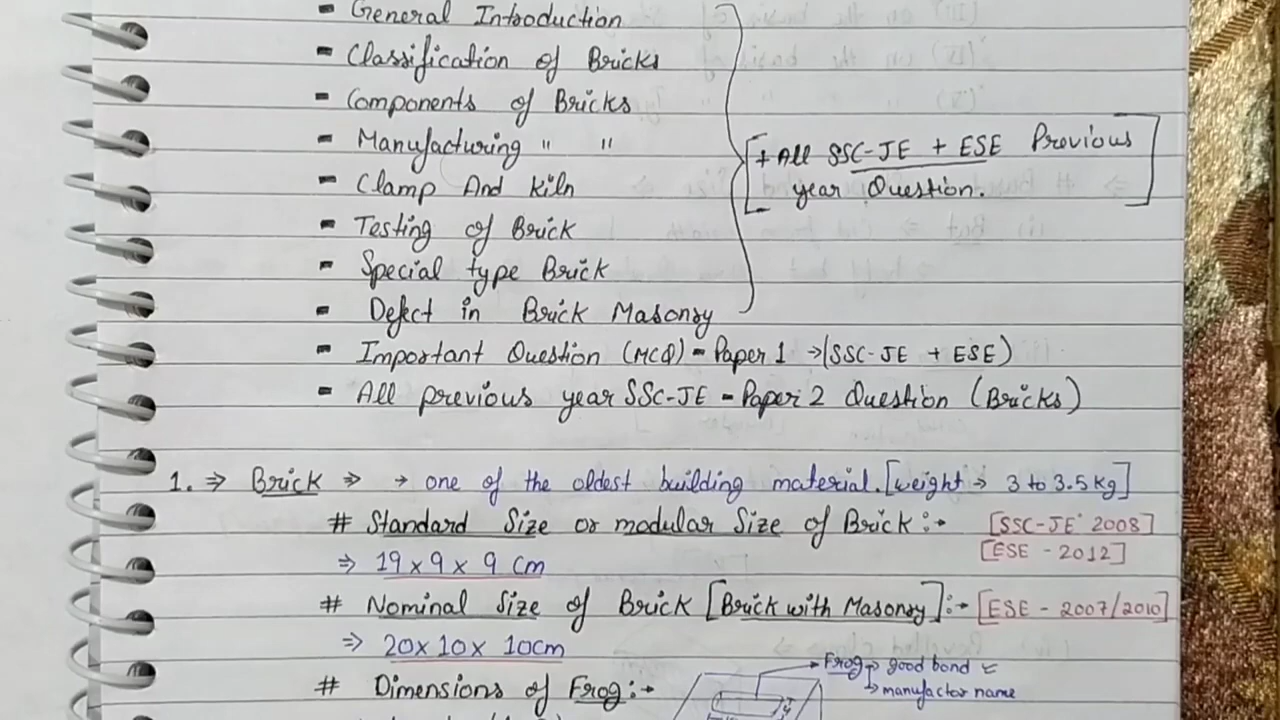 - General Introduction
- Classification of Bricks
- Components of Bricks
- Manufacturing " "
- Clamp And Kiln
- Testing of Brick
- Special type Brick
- Defect in Brick Masonry
[+ All SSC-JE + ESE Previous
year Question.]
- Important Question (MCQ) - Paper 1 → (SSC-JE + ESE)
- All previous year SSC-JE - Paper 2 Question (Bricks)
1. ⇒ Brick ⇒ → one of the oldest building material. [weight → 3 to 3.5 kg]
# Standard Size or modular Size of Brick :- [SSC-JE 2008]
[ESE - 2012]
⇒ 19 × 9 × 9 cm
# Nominal Size of Brick [Brick with Masonry] :- [ESE - 2007/2010]
⇒ 20 × 10 × 10cm
Frog → good bond
→ manufactor name
# Dimensions of Frog :-